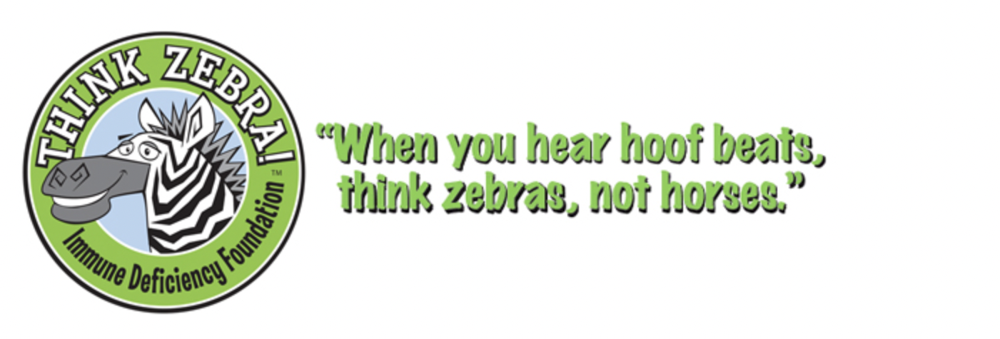 THINK ZEBRA!
TM
Immune Deficiency Foundation
“When you hear hoof beats,
think zebras, not horses.”